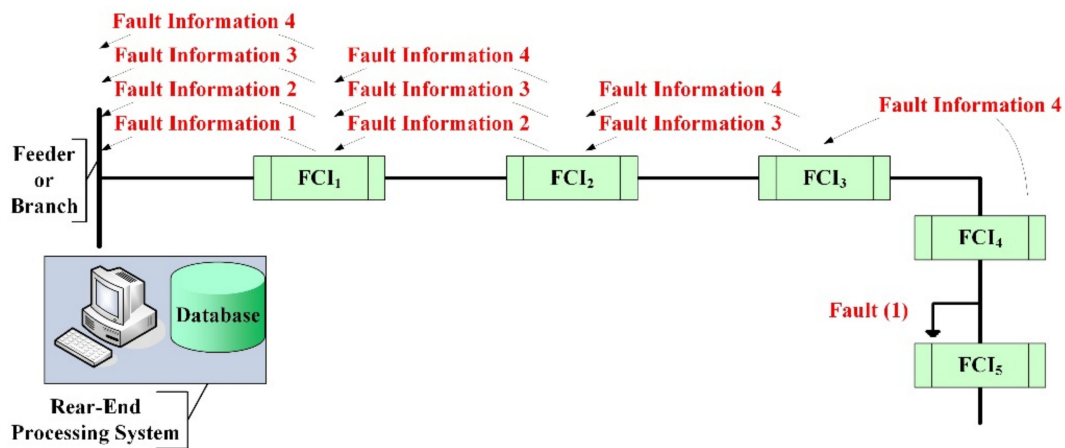 Fault Information 4
Fault Information 3
Fault Information 4
Fault Information 2
Fault Information 3
Fault Information 4
Fault Information 4
Fault Information 1
Fault Information 2
Fault Information 3
Feeder
or
Branch
FCI₁
FCI₂
FCI₃
FCI₄
Database
Fault (1)
FCI₅
Rear-End
Processing System